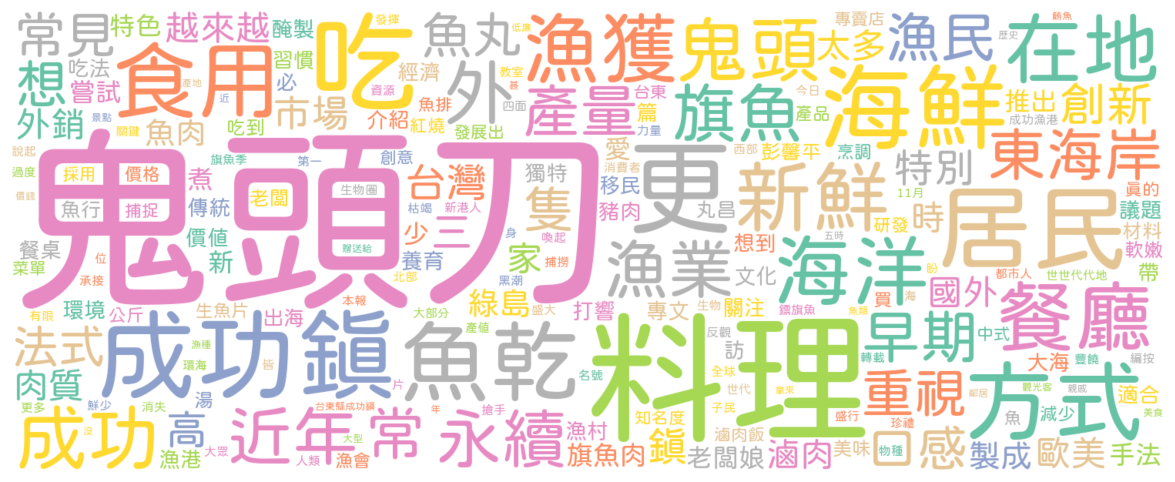 常見
特色
越來越
醃製
吃
發揮
魚丸
外
低廉
漁獲
鬼頭
專賣店
太多
漁民
歷史
鮪魚
在地
想
吃法
嘗試
食用
習慣
必
經濟
教室
資源
甚
四面
台東
產量
旗魚
篇
力量
今日
產品
海鮮
推出
創新
成功漁港
產地
近
景點
外銷
關鍵
魚肉
吃到
市場
介紹
魚排
紅燒
發展出
東海岸
說起
過度
價錢
採用
價格
旗魚季
第一
創意
煮
老闆
生物圈
台灣
獨特
愛
消費者
移民
更
西部
彭馨平
烹調
特別
新鮮
真的
議題
材料
軟嫩
鬼頭刀
魚行
捕捉
傳統
枯竭
新港人
隻
豬肉
丸昌
11月
研發
時
居民
餐桌
菜單
價值
新
贈送給
少
三
身
喚起
家
捕撈
養育
北部
黑潮
想到
五時
海洋
漁業
文化
盼
都市人
世世代代地
帶
承接
位
環境
公斤
生魚片
出海
本報
大部分
綠島
盛大
打響
專文
生物
關注
買
海
鏢旗魚
國外
魚類
餐廳
有限
法式
漁種
環海
成功鎮
產值
魚乾
名號
料理
反觀
訪
早期
轉載
中式
大海
豐饒
編按
肉質
湯
皆
片
全球
世代
子民
豪染
重視
鄰居
觀光客
親戚
方式
適合
美食
更多
鮮少
消失
台東縣成功鎮
年
搶手
知名度
盛行
珍禮
魚
減少
成功
沒
高
大眾
漁港
近年
大型
人類
漁會
常
永續
漁村
旗魚肉
鎮
滷肉飯
老闆娘
滷肉
美味
物種
口感
製成
歐美
手法